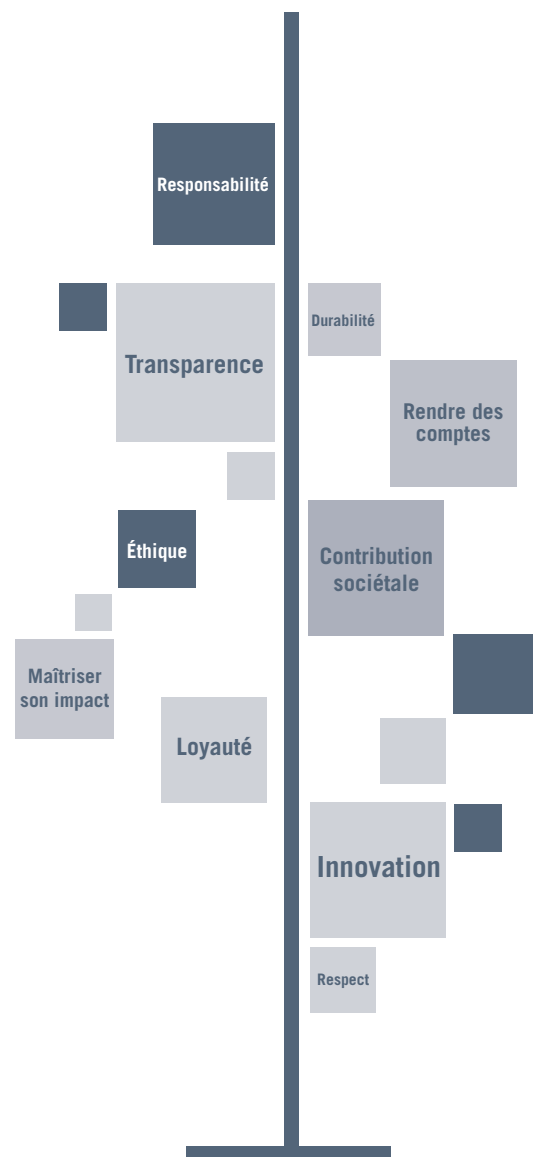 Responsabilité
Transparence
Durabilité
Rendre des
comptes
Éthique
Contribution
sociétale
Maîtriser
son impact
Loyauté
Innovation
Respect